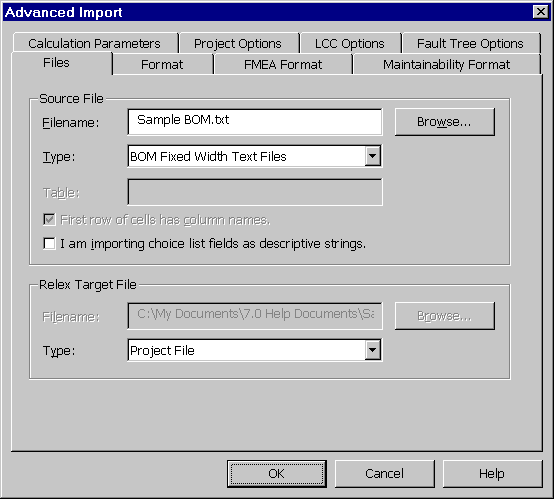 Advanced Import
Calculation Parameters Project Options LCC Options Fault Tree Options
Files Format FMEA Format Maintainability Format
Source File
Filename: Sample BOM.txt Browse...
Type: BOM Fixed Width Text Files
Table:
First row of cells has column names.
I am importing choice list fields as descriptive strings.
Relex Target File
Filename: C:\My Documents\7.0 Help Documents\Sa Browse...
Type: Project File
OK Cancel Help